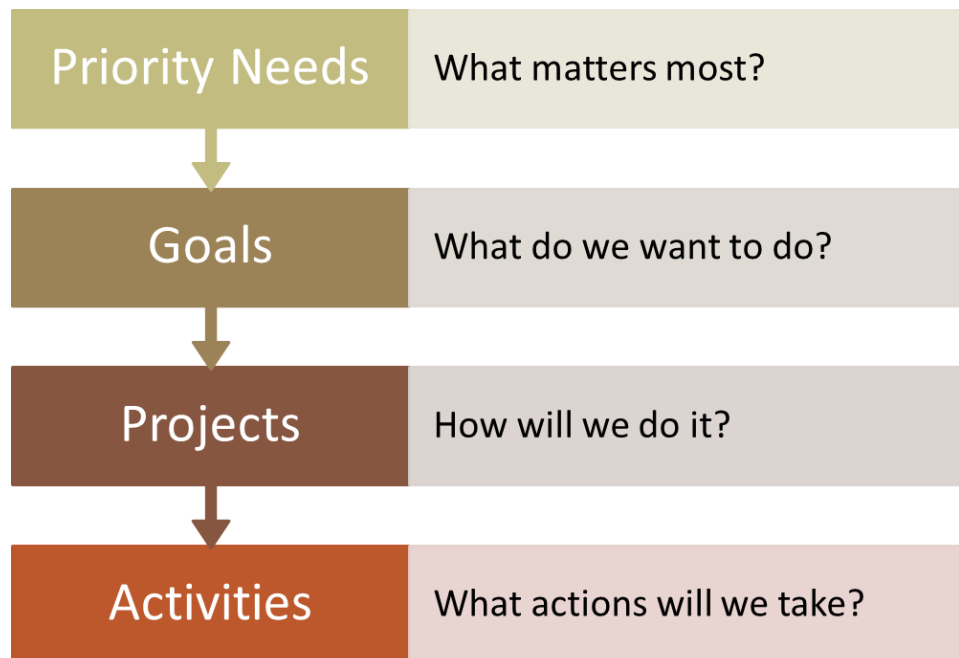 Priority Needs
What matters most?
Goals
What do we want to do?
Projects
How will we do it?
Activities
What actions will we take?